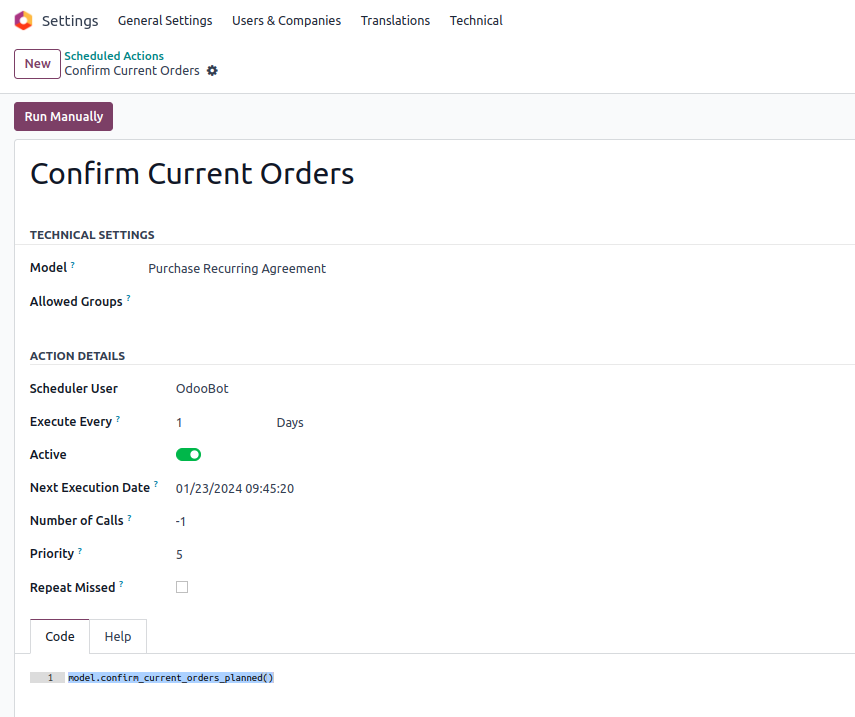 Settings General Settings Users & Companies Translations Technical
New
Scheduled Actions
Confirm Current Orders
Run Manually
Confirm Current Orders
TECHNICAL SETTINGS
Model ? Purchase Recurring Agreement
Allowed Groups ?
ACTION DETAILS
Scheduler User OdooBot
Execute Every ? 1 Days
Active
Next Execution Date ? 01/23/2024 09:45:20
Number of Calls ? -1
Priority ? 5
Repeat Missed ?
Code Help
1 model.confirm_current_orders_planned()